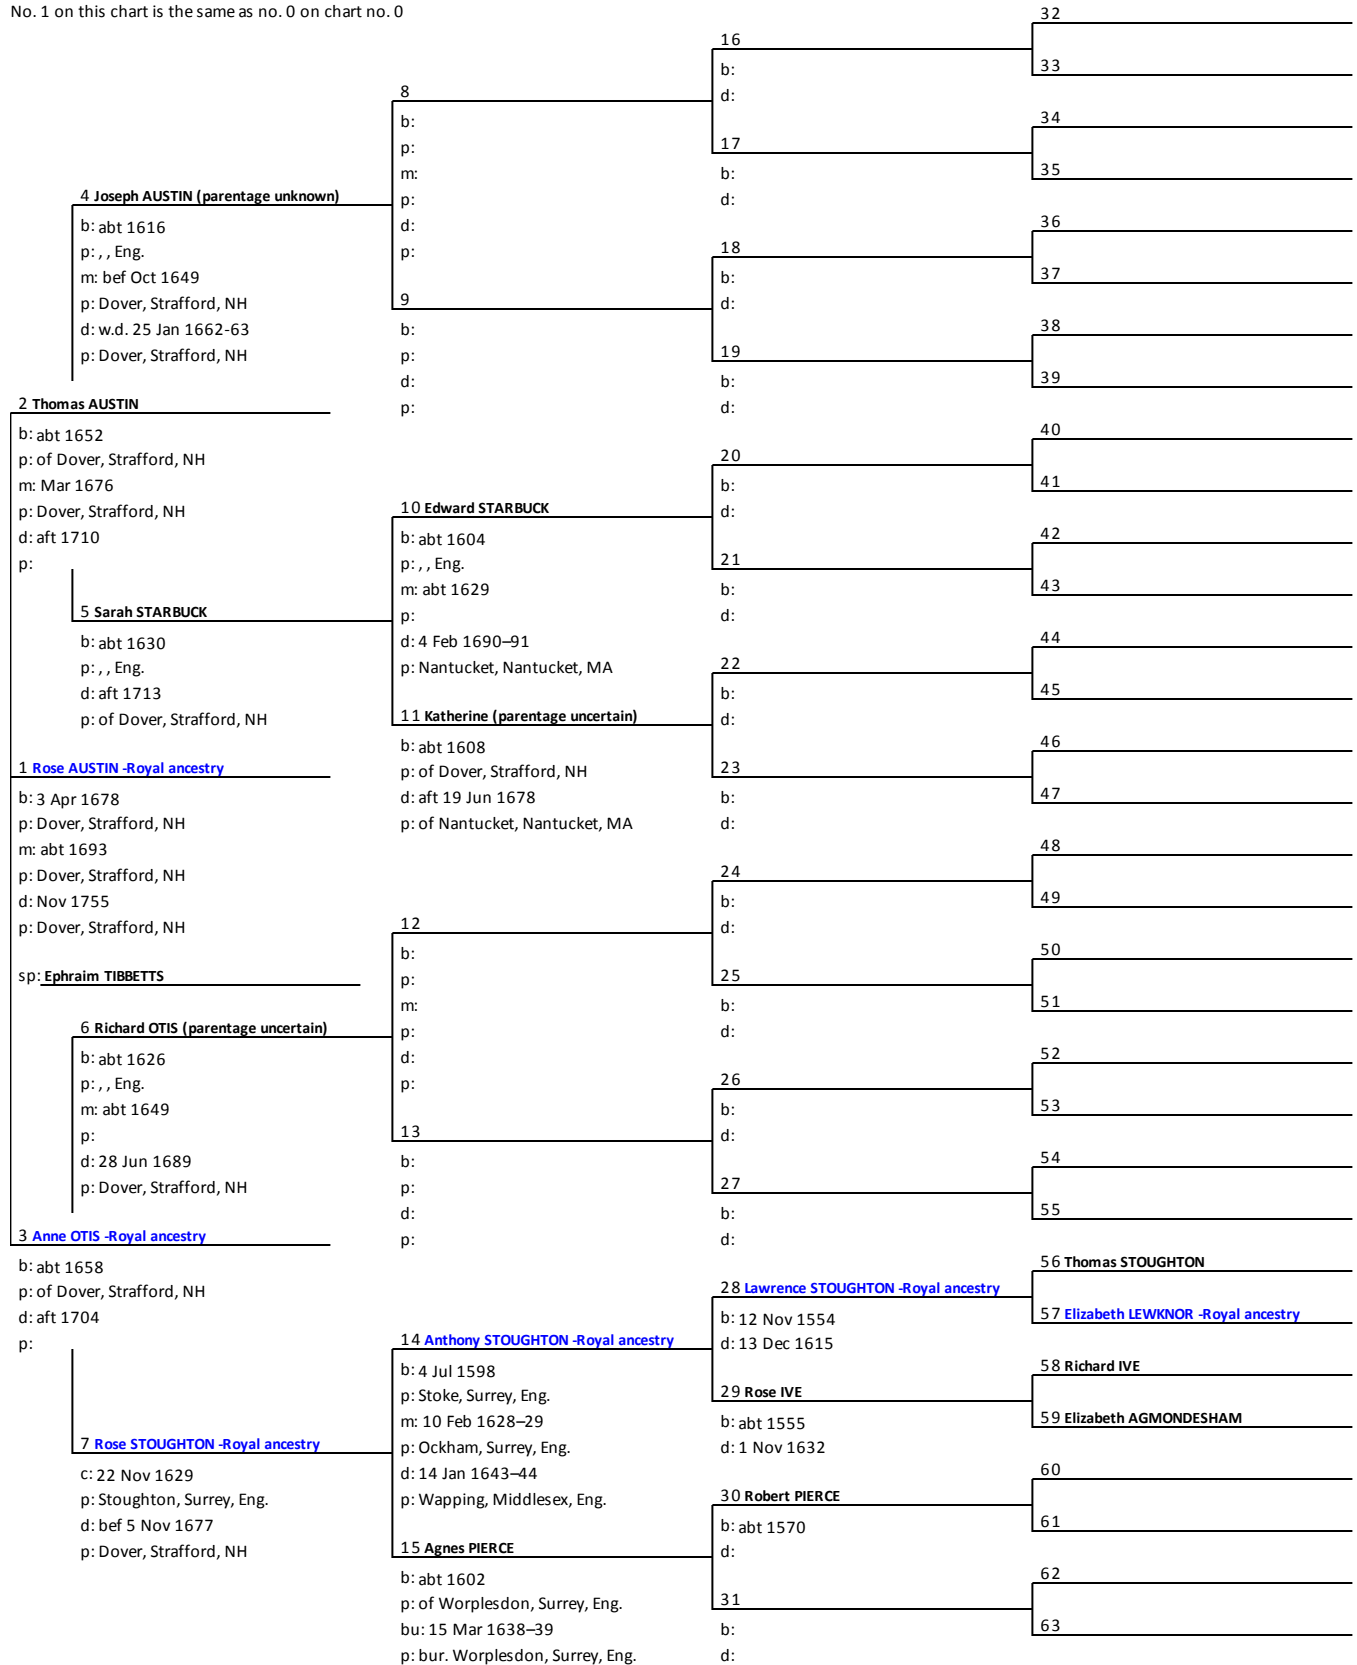 No. 1 on this chart is the same as no. 0 on chart no. 0
4 Joseph AUSTIN (parentage unknown)
b: abt 1616
p: , , Eng.
m: bef Oct 1649
p: Dover, Strafford, NH
d: w.d. 25 Jan 1662-63
p: Dover, Strafford, NH
2 Thomas AUSTIN
b: abt 1652
p: of Dover, Strafford, NH
m: Mar 1676
p: Dover, Strafford, NH
d: aft 1710
p:
5 Sarah STARBUCK
b: abt 1630
p: , , Eng.
d: aft 1713
p: of Dover, Strafford, NH
1 Rose AUSTIN -Royal ancestry
b: 3 Apr 1678
p: Dover, Strafford, NH
m: abt 1693
p: Dover, Strafford, NH
d: Nov 1755
p: Dover, Strafford, NH
sp: Ephraim TIBBETTS
6 Richard OTIS (parentage uncertain)
b: abt 1626
p: , , Eng.
m: abt 1649
p:
d: 28 Jun 1689
p: Dover, Strafford, NH
3 Anne OTIS -Royal ancestry
b: abt 1658
p: of Dover, Strafford, NH
d: aft 1704
p:
7 Rose STOUGHTON -Royal ancestry
c: 22 Nov 1629
p: Stoughton, Surrey, Eng.
d: bef 5 Nov 1677
p: Dover, Strafford, NH
8
b:
p:
m:
p:
d:
p:
9
b:
p:
d:
p:
10 Edward STARBUCK
b: abt 1604
p: , , Eng.
m: abt 1629
p:
d: 4 Feb 1690–91
p: Nantucket, Nantucket, MA
11 Katherine (parentage uncertain)
b: abt 1608
p: of Dover, Strafford, NH
d: aft 19 Jun 1678
p: of Nantucket, Nantucket, MA
12
b:
p:
m:
p:
d:
p:
13
b:
p:
d:
p:
14 Anthony STOUGHTON -Royal ancestry
b: 4 Jul 1598
p: Stoke, Surrey, Eng.
m: 10 Feb 1628–29
p: Ockham, Surrey, Eng.
d: 14 Jan 1643–44
p: Wapping, Middlesex, Eng.
15 Agnes PIERCE
b: abt 1602
p: of Worplesdon, Surrey, Eng.
bu: 15 Mar 1638–39
p: bur. Worplesdon, Surrey, Eng.
16
b:
d:
17
b:
d:
18
b:
d:
19
b:
d:
20
b:
d:
21
b:
d:
22
b:
d:
23
b:
d:
24
b:
d:
25
b:
d:
26
b:
d:
27
b:
d:
28 Lawrence STOUGHTON -Royal ancestry
b: 12 Nov 1554
d: 13 Dec 1615
29 Rose IVE
b: abt 1555
d: 1 Nov 1632
30 Robert PIERCE
b: abt 1570
d:
31
b:
d:
32
33
34
35
36
37
38
39
40
41
42
43
44
45
46
47
48
49
50
51
52
53
54
55
56 Thomas STOUGHTON
57 Elizabeth LEWKNOR -Royal ancestry
58 Richard IVE
59 Elizabeth AGMONDESHAM
60
61
62
63